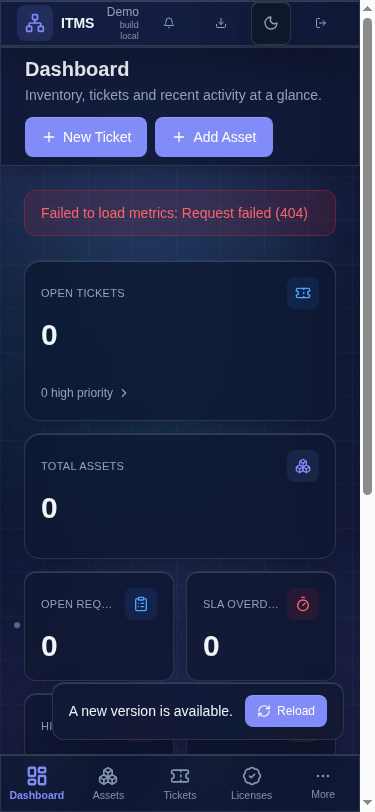 ITMS
Demo
build
local
Dashboard
Inventory, tickets and recent activity at a glance.
New Ticket
Add Asset
Failed to load metrics: Request failed (404)
OPEN TICKETS
0
0 high priority
TOTAL ASSETS
0
OPEN REQ...
0
SLA OVERD...
0
A new version is available.
Reload
Dashboard
Assets
Tickets
Licenses
More